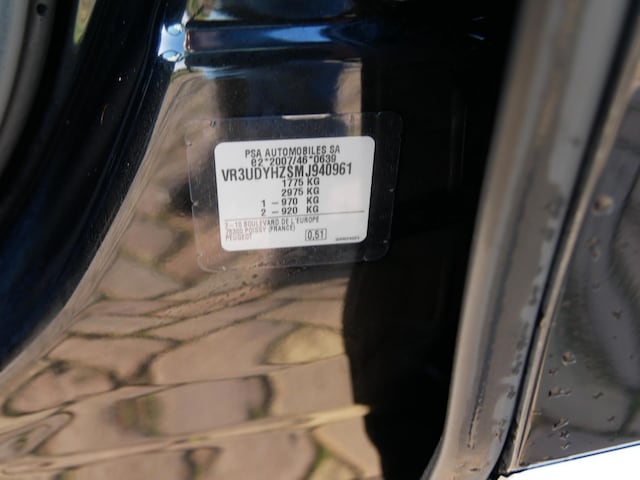 PSA AUTOMOBILES SA
e2*2007/46*0639
VR3UDYHZSMJ940961
1775 KG
2975 KG
1 - 970 KG
2 - 920 KG
2-10 BOULEVARD DE L'EUROPE
78300 POISSY (FRANCE)
PEUGEOT 0,51